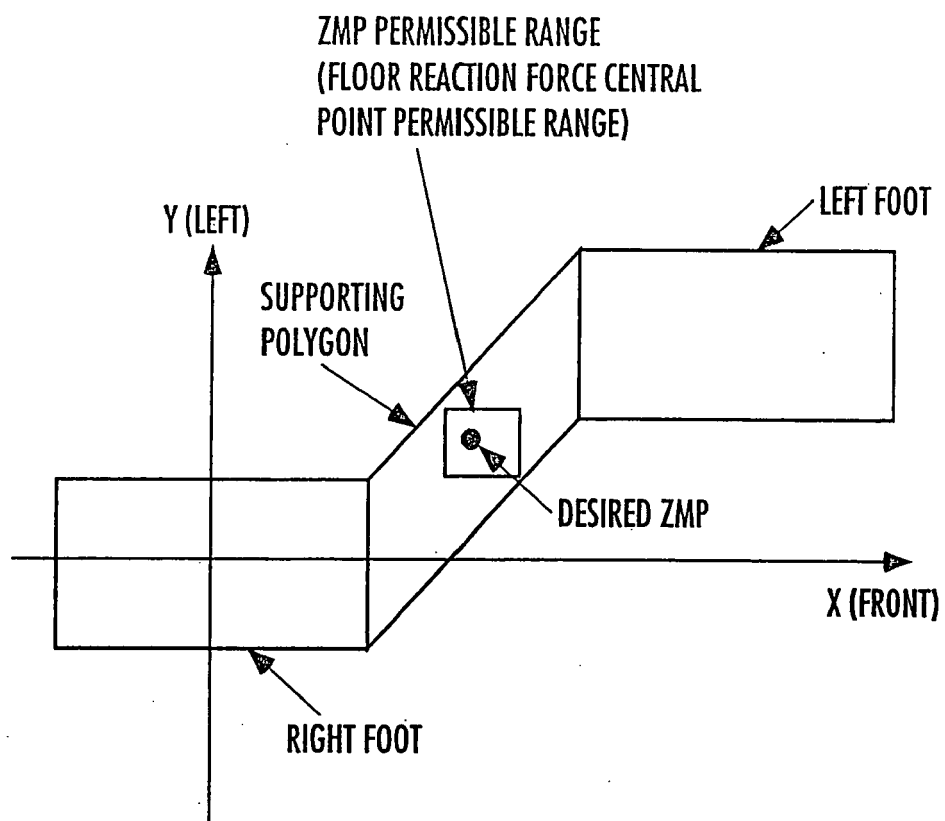 ZMP PERMISSIBLE RANGE
(FLOOR REACTION FORCE CENTRAL
POINT PERMISSIBLE RANGE)
LEFT FOOT
Y (LEFT)
SUPPORTING
POLYGON
DESIRED ZMP
X (FRONT)
RIGHT FOOT